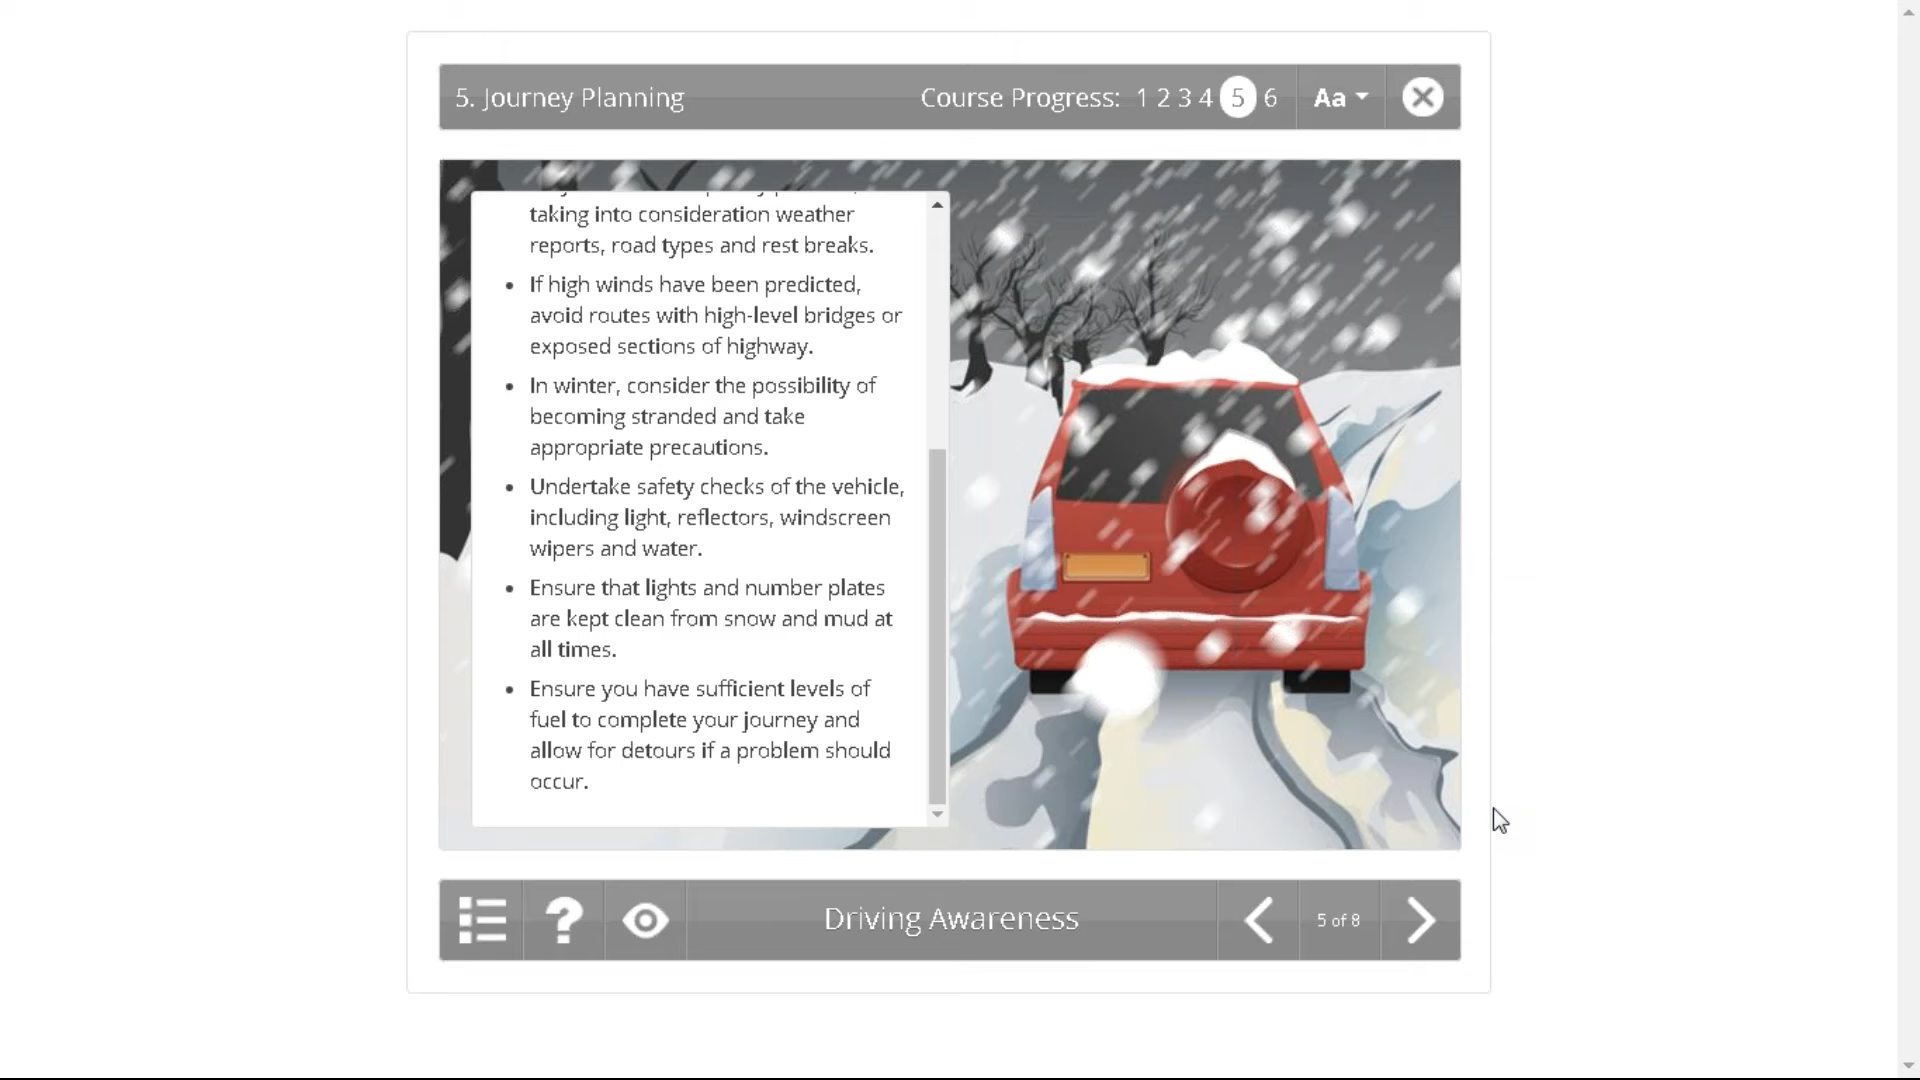 5. Journey Planning
Course Progress: 1 2 3 4 5 6
Aa
taking into consideration weather
reports, road types and rest breaks.
• If high winds have been predicted,
avoid routes with high-level bridges or
exposed sections of highway.
• In winter, consider the possibility of
becoming stranded and take
appropriate precautions.
• Undertake safety checks of the vehicle,
including light, reflectors, windscreen
wipers and water.
• Ensure that lights and number plates
are kept clean from snow and mud at
all times.
• Ensure you have sufficient levels of
fuel to complete your journey and
allow for detours if a problem should
occur.
?
Driving Awareness
5 of 8